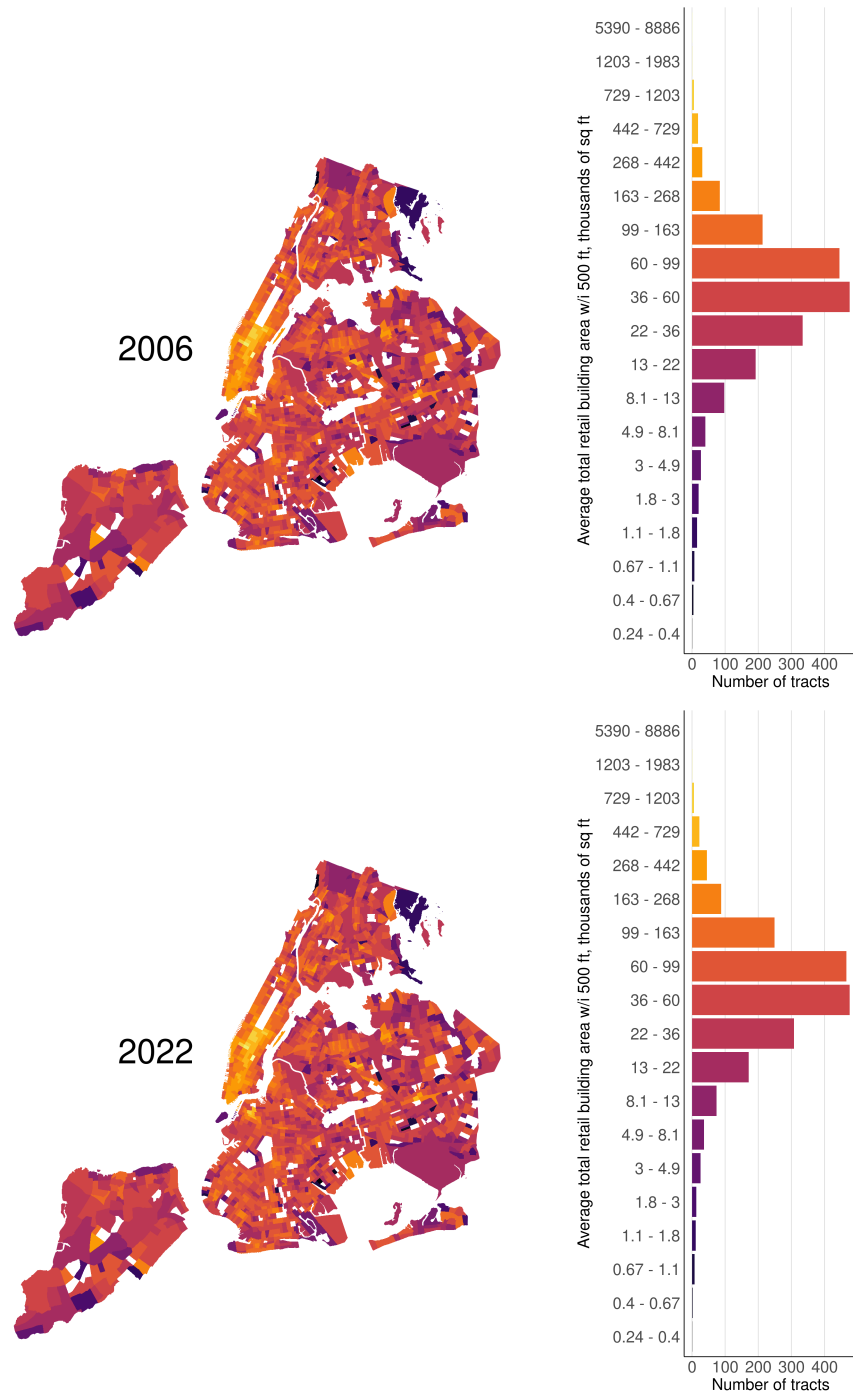 2006
Average total retail building area w/i 500 ft, thousands of sq ft
5390 - 8886
1203 - 1983
729 - 1203
442 - 729
268 - 442
163 - 268
99 - 163
60 - 99
36 - 60
22 - 36
13 - 22
8.1 - 13
4.9 - 8.1
3 - 4.9
1.8 - 3
1.1 - 1.8
0.67 - 1.1
0.4 - 0.67
0.24 - 0.4
0 100 200 300 400
Number of tracts
2022
Average total retail building area w/i 500 ft, thousands of sq ft
5390 - 8886
1203 - 1983
729 - 1203
442 - 729
268 - 442
163 - 268
99 - 163
60 - 99
36 - 60
22 - 36
13 - 22
8.1 - 13
4.9 - 8.1
3 - 4.9
1.8 - 3
1.1 - 1.8
0.67 - 1.1
0.4 - 0.67
0.24 - 0.4
0 100 200 300 400
Number of tracts